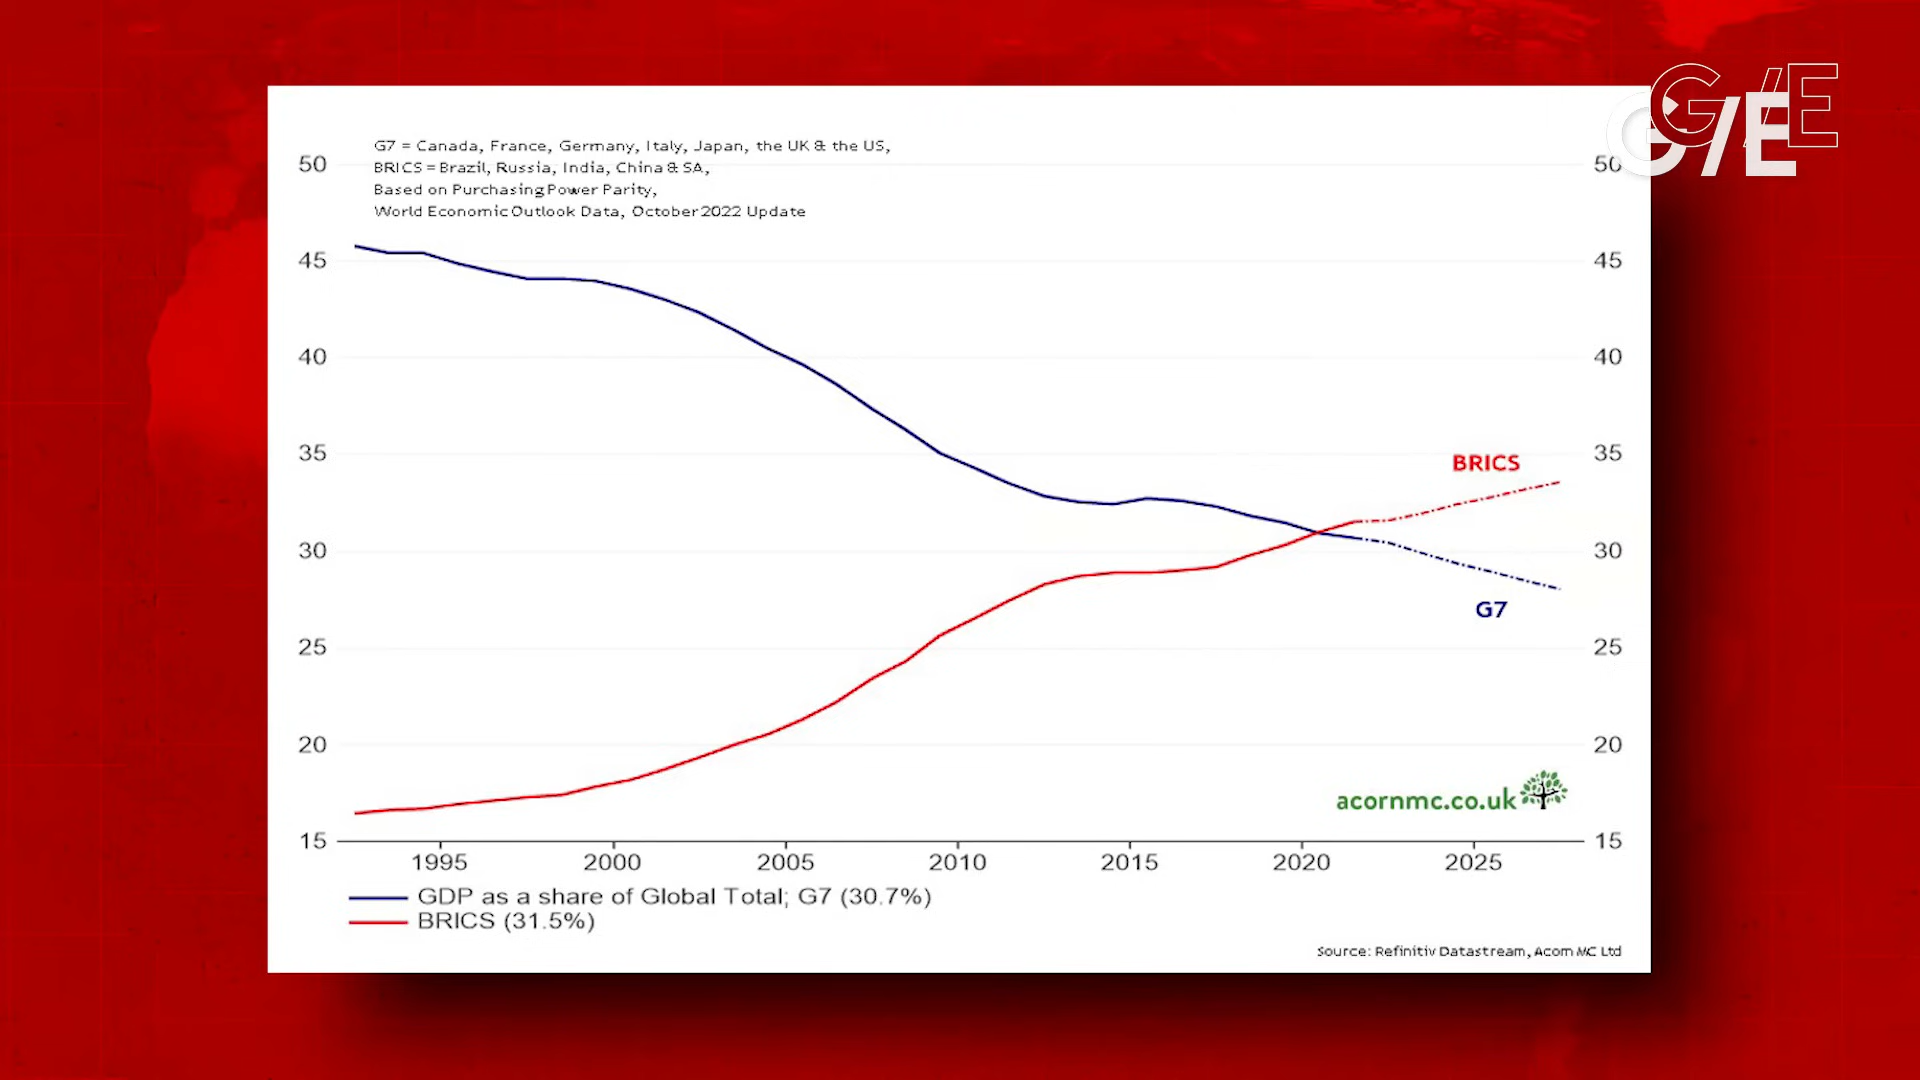 G/E
G7 = Canada, France, Germany, Italy, Japan, the UK & the US,
BRICS = Brazil, Russia, India, China & SA,
Based on Purchasing Power Parity,
World Economic Outlook Data, October 2022 Update
50 50
45 45
40 40
35 35
BRICS
30 30
G7
25 25
20 20
acornmc.co.uk
15 15
1995 2000 2005 2010 2015 2020 2025
GDP as a share of Global Total; G7 (30.7%)
BRICS (31.5%)
Source: Refinitiv Datastream, Acorn MC Ltd